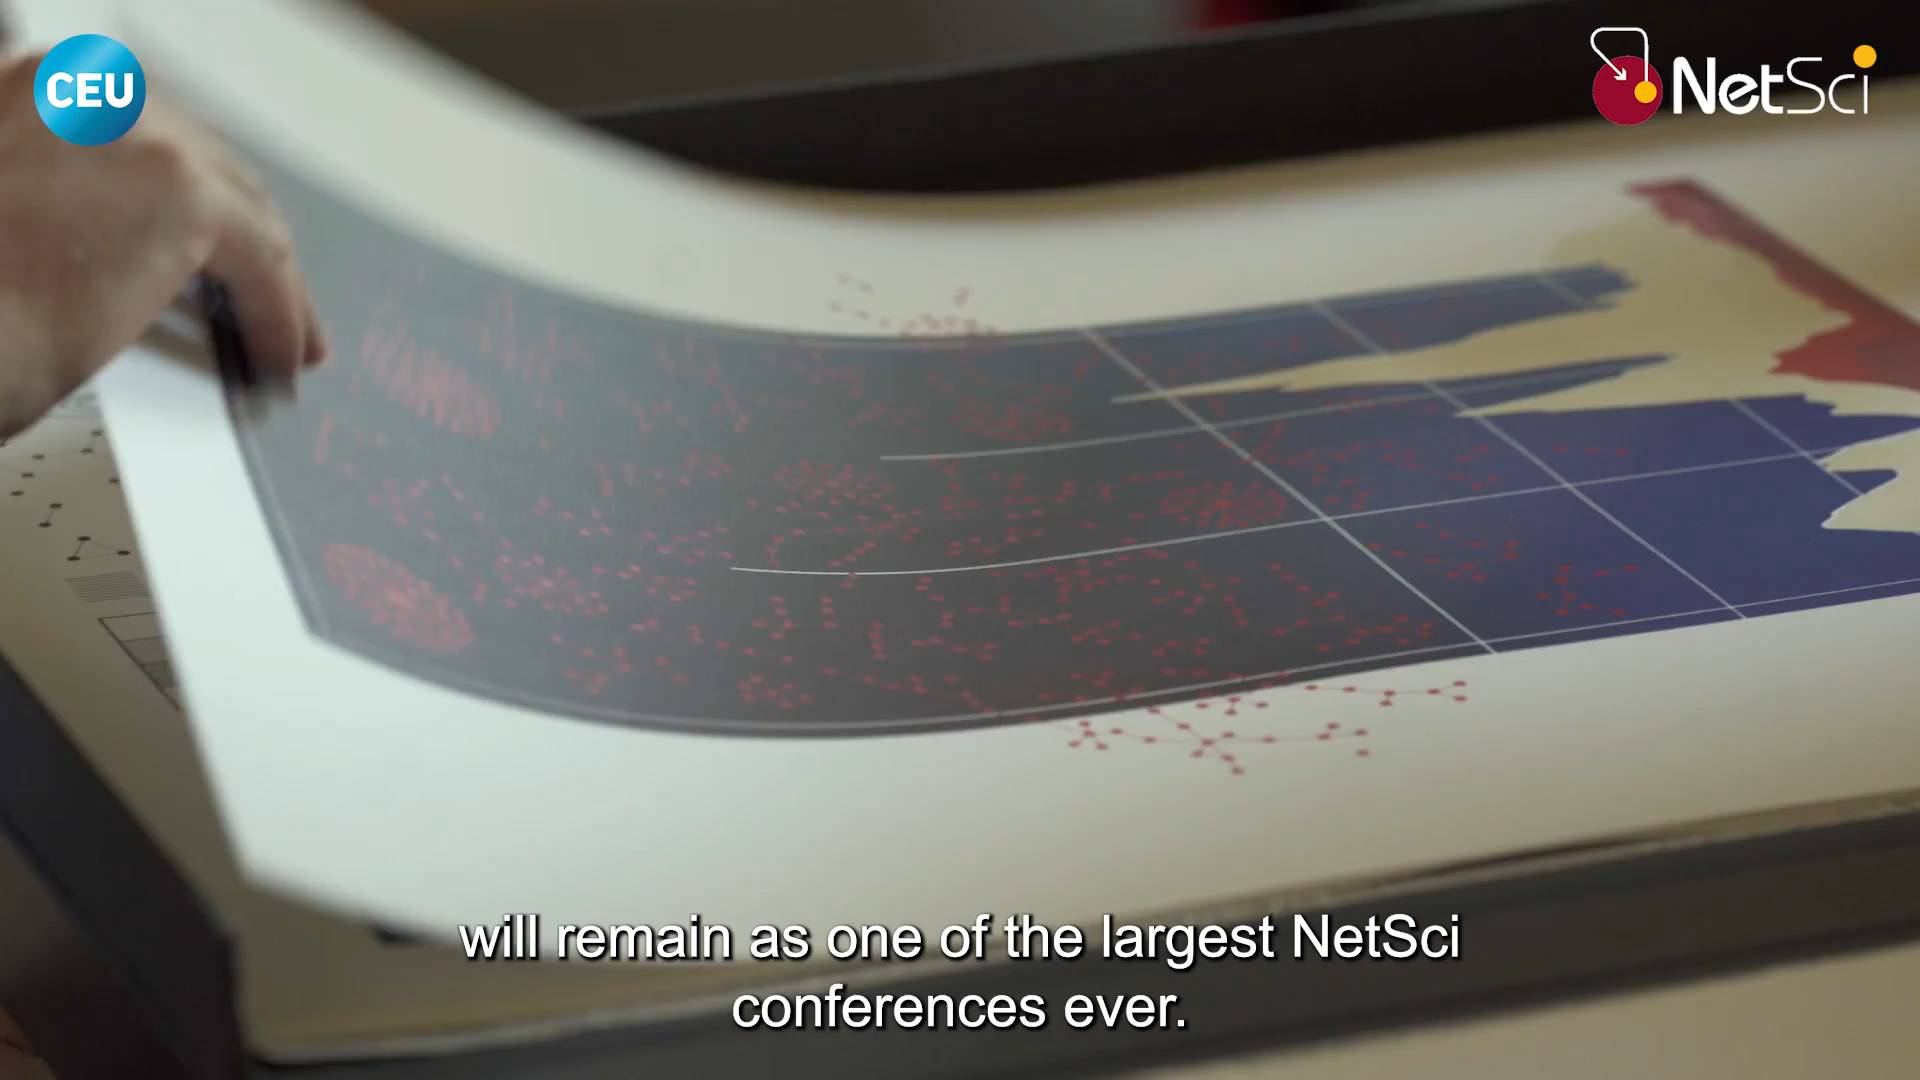 CEU
NetSci
will remain as one of the largest NetSci
conferences ever.